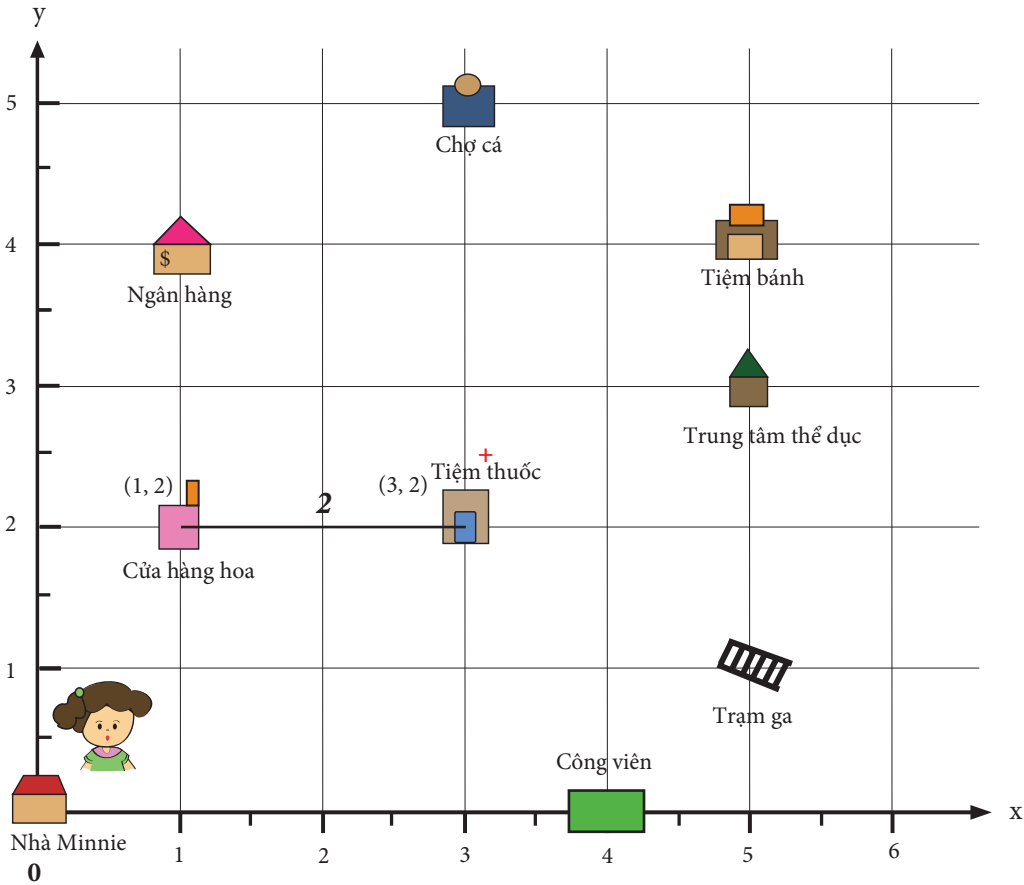 y
5
Chợ cá
4
$
Ngân hàng
Tiệm bánh
3
Trung tâm thể dục
+
Tiệm thuốc
(1, 2)
2
(3, 2)
2
Cửa hàng hoa
1
Trạm ga
Công viên
x
Nhà Minnie
0
1
2
3
4
5
6